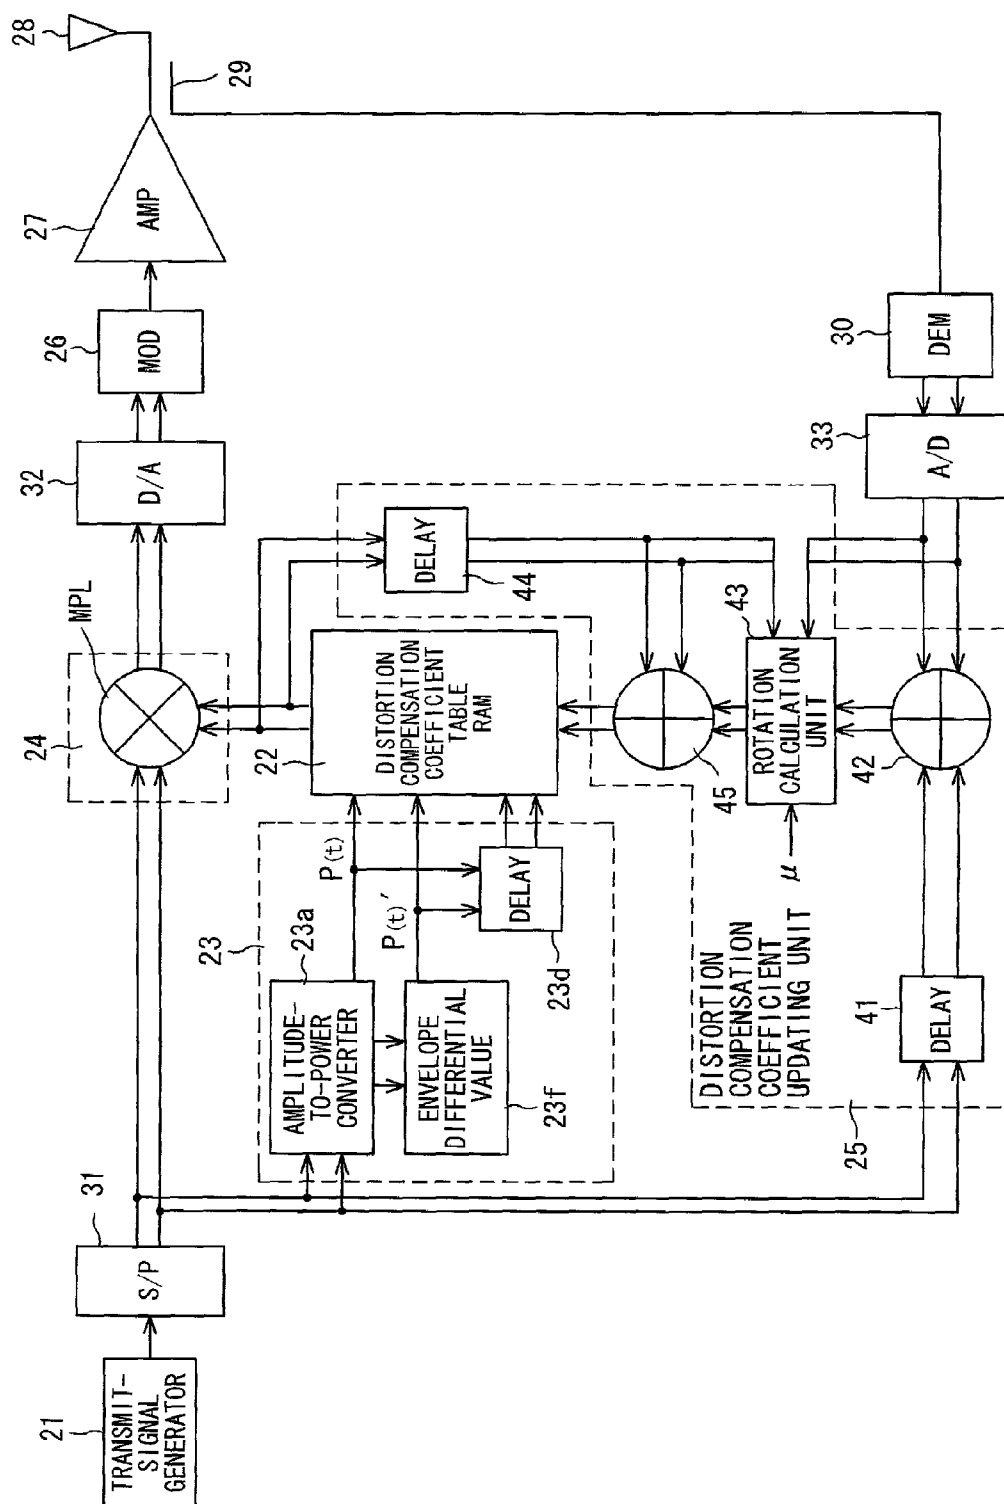 21
TRANSMIT-
SIGNAL
GENERATOR
31
S/P
24
MPL
32
D/A
26
MOD
27
AMP
28
29
23
23a
AMPLITUDE-
TO-POWER
CONVERTER
P(t)
ENVELOPE
DIFFERENTIAL
VALUE
23f
P(t)′
DELAY
23d
22
DISTORTION
COMPENSATION
COEFFICIENT
TABLE
RAM
DELAY
44
45
43
ROTATION
CALCULATION
UNIT
μ
DISTORTION
COMPENSATION
COEFFICIENT
UPDATING UNIT
25
41
DELAY
42
33
A/D
30
DEM